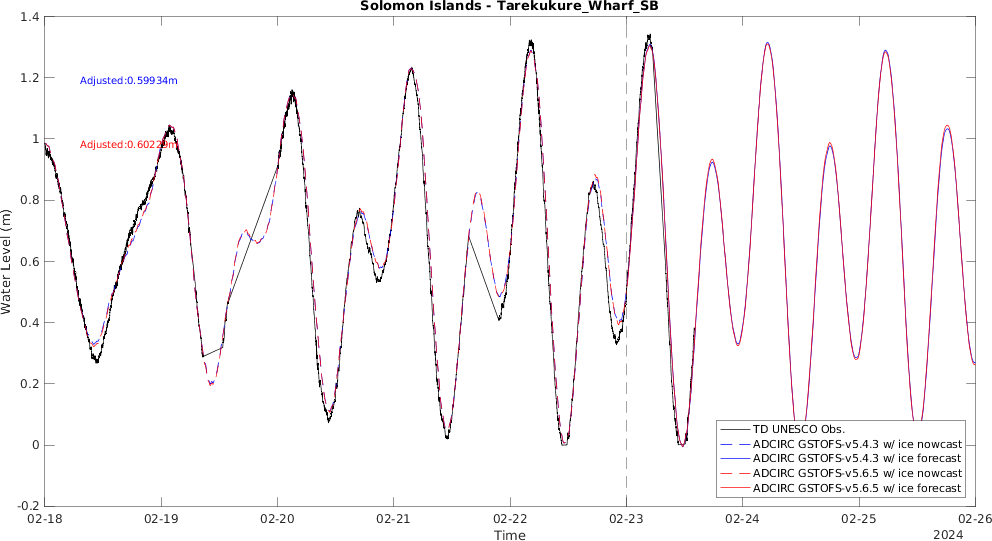 Solomon Islands - Tarekukure_Wharf_SB
1.4
1.2
1
0.8
0.6
0.4
0.2
0
-0.2
Water Level (m)
Adjusted:0.59934m
Adjusted:0.60229m
TD UNESCO Obs.
ADCIRC GSTOFS-v5.4.3 w/ ice nowcast
ADCIRC GSTOFS-v5.4.3 w/ ice forecast
ADCIRC GSTOFS-v5.6.5 w/ ice nowcast
ADCIRC GSTOFS-v5.6.5 w/ ice forecast
02-18 02-19 02-20 02-21 02-22 02-23 02-24 02-25 02-26
Time
2024